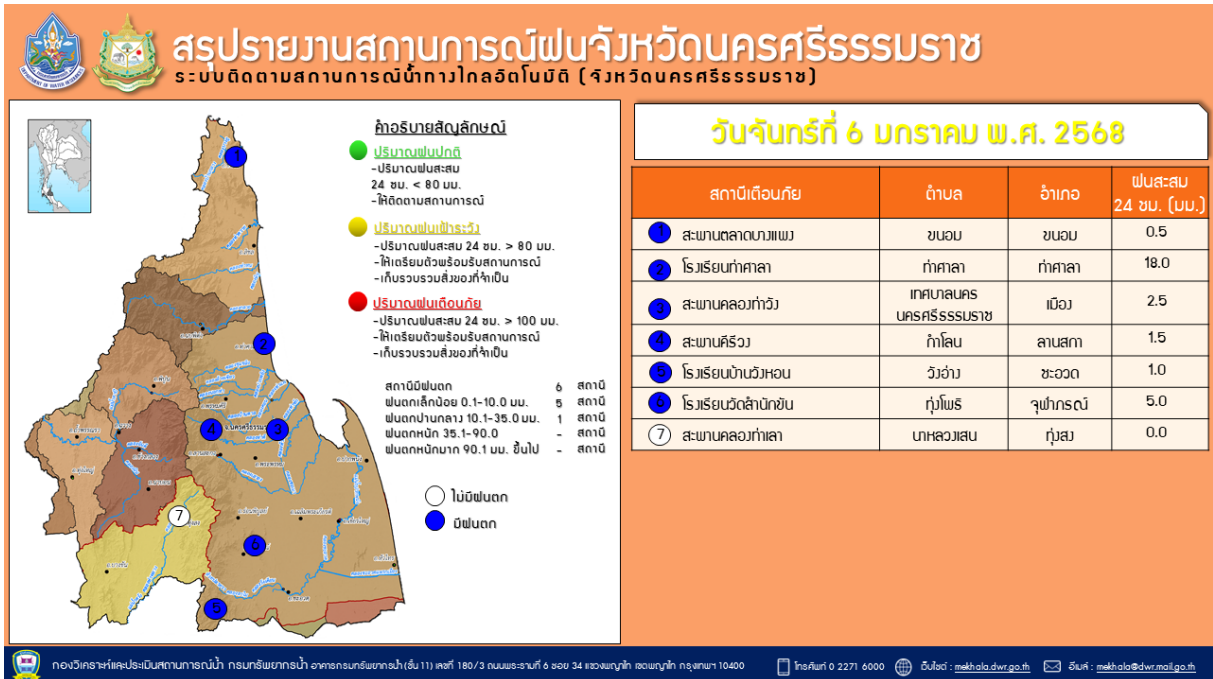 สรุปรายงานสถานการณ์ฝนจังหวัดนครศรีธรรมราช
ระบบติดตามสถานการณ์น้ำทางไกลอัตโนมัติ (จังหวัดนครศรีธรรมราช)
คำอธิบายสัญลักษณ์
ปริมาณฝนปกติ
-ปริมาณฝนสะสม
24 ชม. < 80 มม.
-ให้ติดตามสถานการณ์
ปริมาณฝนเฝ้าระวัง
-ปริมาณฝนสะสม 24 ชม. > 80 มม.
-ให้เตรียมตัวพร้อมรับสถานการณ์
-เก็บรวบรวมสิ่งของที่จำเป็น
ปริมาณฝนเตือนภัย
-ปริมาณฝนสะสม 24 ชม. > 100 มม.
-ให้เตรียมตัวพร้อมรับสถานการณ์
-เก็บรวบรวมสิ่งของที่จำเป็น
สถานีมีฝนตก 6 สถานี
ฝนตกเล็กน้อย 0.1-10.0 มม. 5 สถานี
ฝนตกปานกลาง 10.1-35.0 มม. 1 สถานี
ฝนตกหนัก 35.1-90.0 - สถานี
ฝนตกหนักมาก 90.1 มม. ขึ้นไป - สถานี
ไม่มีฝนตก
มีฝนตก
1
2
4
3
7
6
5
วันจันทร์ที่ 6 มกราคม พ.ศ. 2568
สถานีเตือนภัย ตำบล อำเภอ ฝนสะสม 24 ชม. (มม.)
1 สะพานตลาดบางแพง ขนอม ขนอม 0.5
2 โรงเรียนท่าศาลา ท่าศาลา ท่าศาลา 18.0
3 สะพานคลองท่าวัง เทศบาลนคร นครศรีธรรมราช เมือง 2.5
4 สะพานคีรีวง กำโลน ลานสกา 1.5
5 โรงเรียนบ้านวังหอน วังอ่าง ชะอวด 1.0
6 โรงเรียนวัดสำนักขัน ทุ่งโพธิ จุฬาภรณ์ 5.0
7 สะพานคลองท่าเลา นาหลวงเสน ทุ่งสง 0.0
กองวิเคราะห์และประเมินสถานการณ์น้ำ กรมทรัพยากรน้ำ อาคารกรมทรัพยากรน้ำ (ชั้น 11) เลขที่ 180/3 ถนนพระรามที่ 6 ซอย 34 แขวงพญาไท เขตพญาไท กรุงเทพฯ 10400 โทรศัพท์ 0 2271 6000 เว็บไซต์ : mekhala.dwr.go.th อีเมล์ : mekhala@dwr.mail.go.th